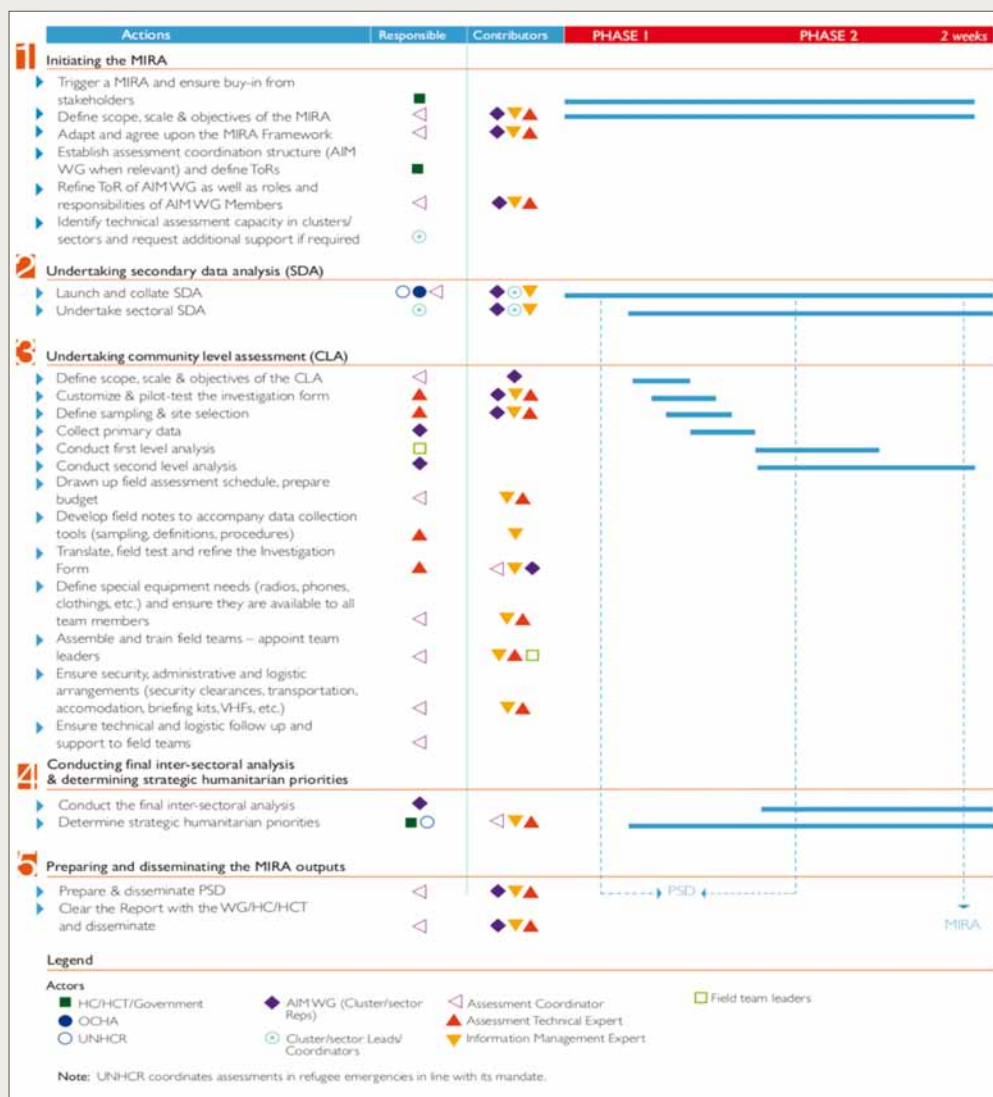 Actions Responsible Contributors PHASE 1 PHASE 2 2 weeks
1 Initiating the MIRA
Trigger a MIRA and ensure buy-in from
stakeholders
Define scope, scale & objectives of the MIRA
Adapt and agree upon the MIRA Framework
Establish assessment coordination structure (AIM
WG when relevant) and define ToRs
Refine ToR of AIM WG as well as roles and
responsibilities of AIM WG Members
Identify technical assessment capacity in clusters/
sectors and request additional support if required
2 Undertaking secondary data analysis (SDA)
Launch and collate SDA
Undertake sectoral SDA
3 Undertaking community level assessment (CLA)
Define scope, scale & objectives of the CLA
Customize & pilot-test the investigation form
Define sampling & site selection
Collect primary data
Conduct first level analysis
Conduct second level analysis
Drawn up field assessment schedule, prepare
budget
Develop field notes to accompany data collection
tools (sampling, definitions, procedures)
Translate, field test and refine the Investigation
Form
Define special equipment needs (radios, phones,
clothings, etc.) and ensure they are available to all
team members
Assemble and train field teams – appoint team
leaders
Ensure security, administrative and logistic
arrangements (security clearances, transportation,
accomodation, briefing kits, VHFs, etc.)
Ensure technical and logistic follow up and
support to field teams
4 Conducting final inter-sectoral analysis
& determining strategic humanitarian priorities
Conduct the final inter-sectoral analysis
Determine strategic humanitarian priorities
5 Preparing and disseminating the MIRA outputs
Prepare & disseminate PSD PSD
Clear the Report with the WG/HC/HCT
and disseminate MIRA
Legend
Actors
HC/HCT/Government
OCHA
UNHCR
AIM WG (Cluster/sector
Reps)
Cluster/sector Leads/
Coordinators
Assessment Coordinator
Assessment Technical Expert
Information Management Expert
Field team leaders
Note: UNHCR coordinates assessments in refugee emergencies in line with its mandate.